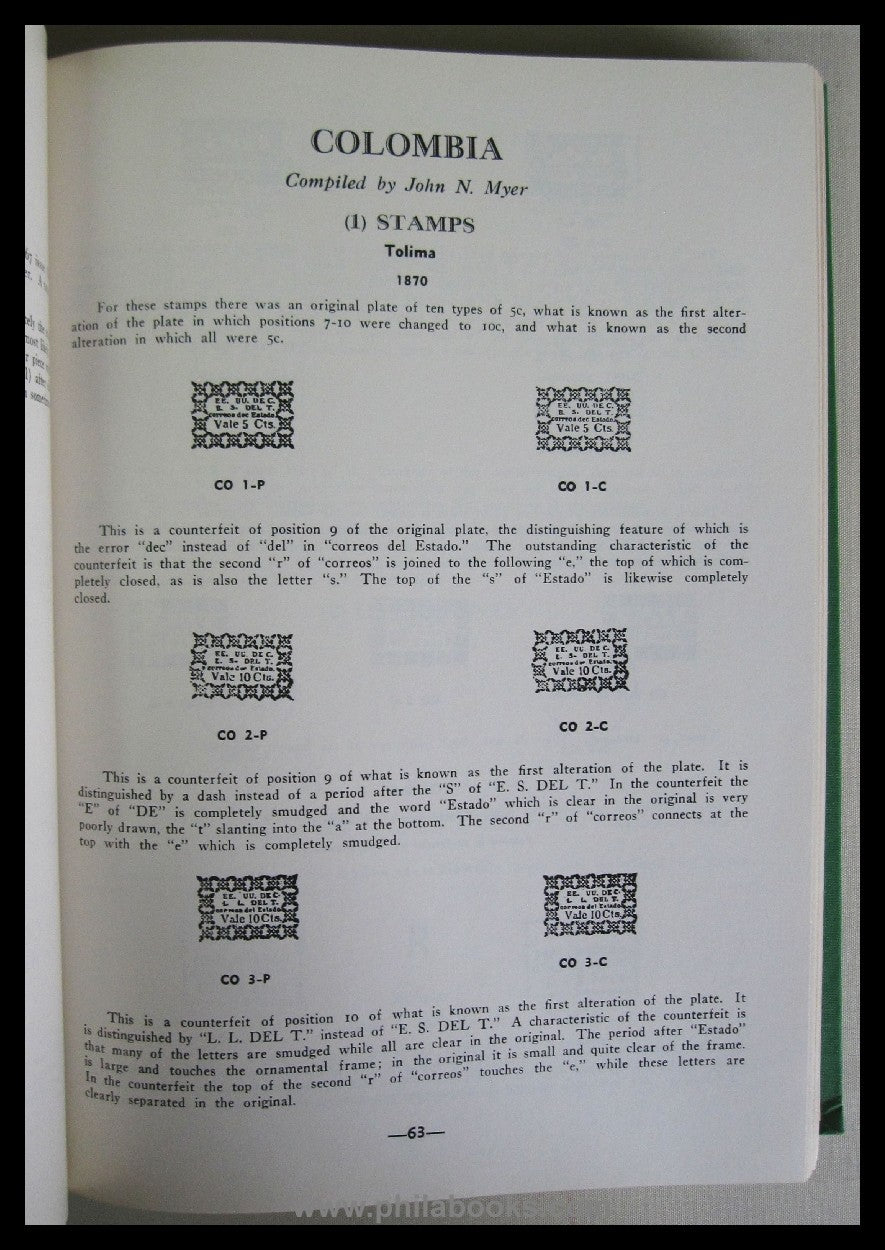 COLOMBIA
Compiled by John N. Myer
(1) STAMPS
Tolima
1870
For these stamps there was an original plate of ten types of 5c, what is known as the first alter-
ation of the plate in which positions 7-10 were changed to 10c, and what is known as the second
alteration in which all were 5c.
EE. UU. DE C. EE. UU. DE C.
E. S. DEL T. E. S. DEL T.
correos dec Estado. correos dec Estado.
Vale 5 Cts. Vale 5 Cts.
CO 1-P CO 1-C
This is a counterfeit of position 9 of the original plate, the distinguishing feature of which is
the error “dec” instead of “del” in “correos del Estado.” The outstanding characteristic of the
counterfeit is that the second “r” of “correos” is joined to the following “e,” the top of which is com-
pletely closed, as is also the letter “s.” The top of the “s” of “Estado” is likewise completely
closed.
EE. UU. DE C. EE. UU. DE C.
E. S- DEL T. E. S- DEL T.
Vale 10 Cts. Vale 10 Cts.
CO 2-P CO 2-C
This is a counterfeit of position 9 of what is known as the first alteration of the plate. It is
distinguished by a dash instead of a period after the “S” of “E. S. DEL T.” In the counterfeit the
“E” of “DE” is completely smudged and the word “Estado” which is clear in the original is very
poorly drawn, the “t” slanting into the “a” at the bottom. The second “r” of “correos” connects at the
top with the “e” which is completely smudged.
EE. UU. DE C. EE. UU. DE C.
L. L. DEL T. L. L. DEL T.
correos del Estado correos del Estado.
Vale 10 Cts. Vale 10 Cts.
CO 3-P CO 3-C
This is a counterfeit of position 10 of what is known as the first alteration of the plate. It
is distinguished by “L. L. DEL T.” instead of “E. S. DEL T.” A characteristic of the counterfeit is
that many of the letters are smudged while all are clear in the original. The period after “Estado”
is large and touches the ornamental frame; in the original it is small and quite clear of the frame.
In the counterfeit the top of the second “r” of “correos” touches the “e,” while these letters are
clearly separated in the original.
—63—
www.philabooks.com